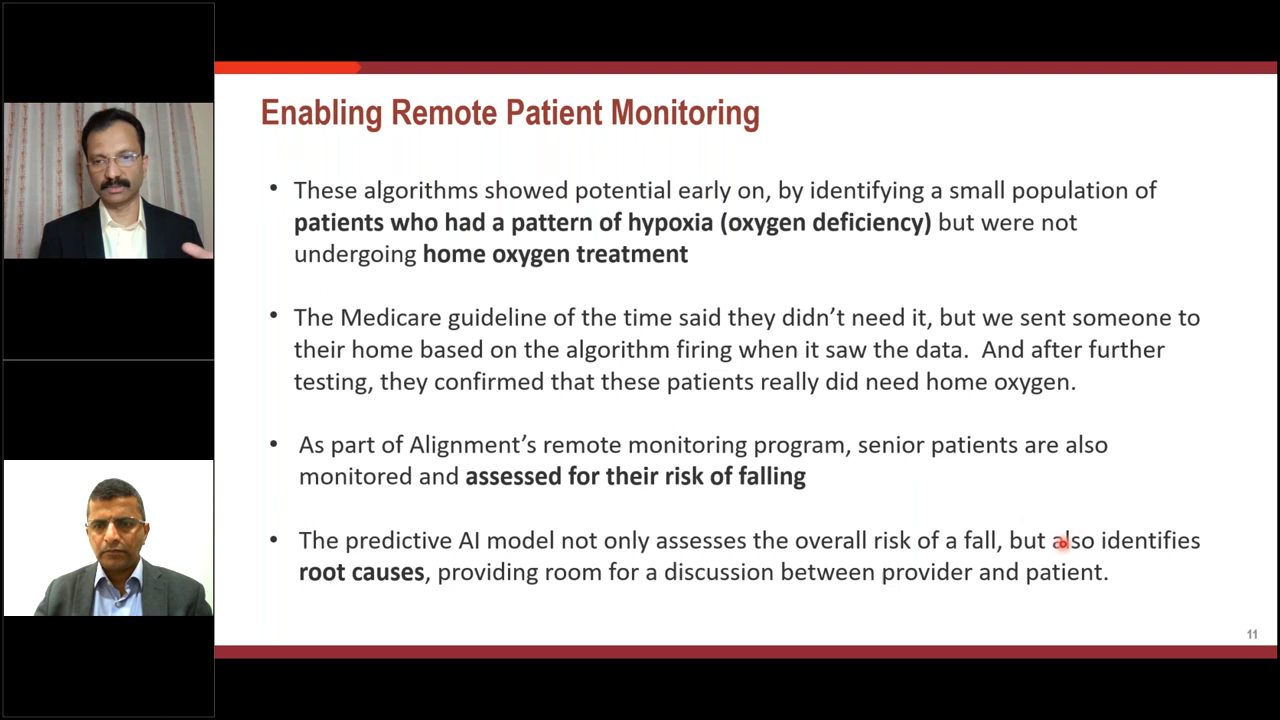 Enabling Remote Patient Monitoring
• These algorithms showed potential early on, by identifying a small population of
patients who had a pattern of hypoxia (oxygen deficiency) but were not
undergoing home oxygen treatment
• The Medicare guideline of the time said they didn’t need it, but we sent someone to
their home based on the algorithm firing when it saw the data.  And after further
testing, they confirmed that these patients really did need home oxygen.
• As part of Alignment’s remote monitoring program, senior patients are also
monitored and assessed for their risk of falling
• The predictive AI model not only assesses the overall risk of a fall, but also identifies
root causes, providing room for a discussion between provider and patient.
11